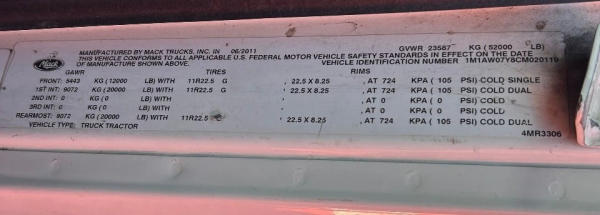 MANUFACTURED BY MACK TRUCKS, INC. IN 06/2011 GVWR 23587 KG (52000 LB)
THIS VEHICLE CONFORMS TO ALL APPLICABLE U.S. FEDERAL MOTOR VEHICLE SAFETY STANDARDS IN EFFECT ON THE DATE
OF MANUFACTURE SHOWN ABOVE. VEHICLE IDENTIFICATION NUMBER 1M1AW07Y8CM020119
Mack
GAWR TIRES RIMS
FRONT: 5443 KG (12000 LB) WITH 11R22.5 G , 22.5 X 8.25 , AT 724 KPA ( 105 PSI) COLD SINGLE
1ST INT: 9072 KG (20000 LB) WITH 11R22.5 G , 22.5 X 8.25 , AT 724 KPA ( 105 PSI) COLD DUAL
2ND INT: 0 KG (0 LB) WITH , , AT 0 KPA ( 0 PSI) COLD
3RD INT: 0 KG (0 LB) WITH , , AT 0 KPA ( 0 PSI) COLD
REARMOST: 9072 KG (20000 LB) WITH 11R22.5 G , 22.5 X 8.25 , AT 724 KPA ( 105 PSI) COLD DUAL
VEHICLE TYPE: TRUCK TRACTOR 4MR3306